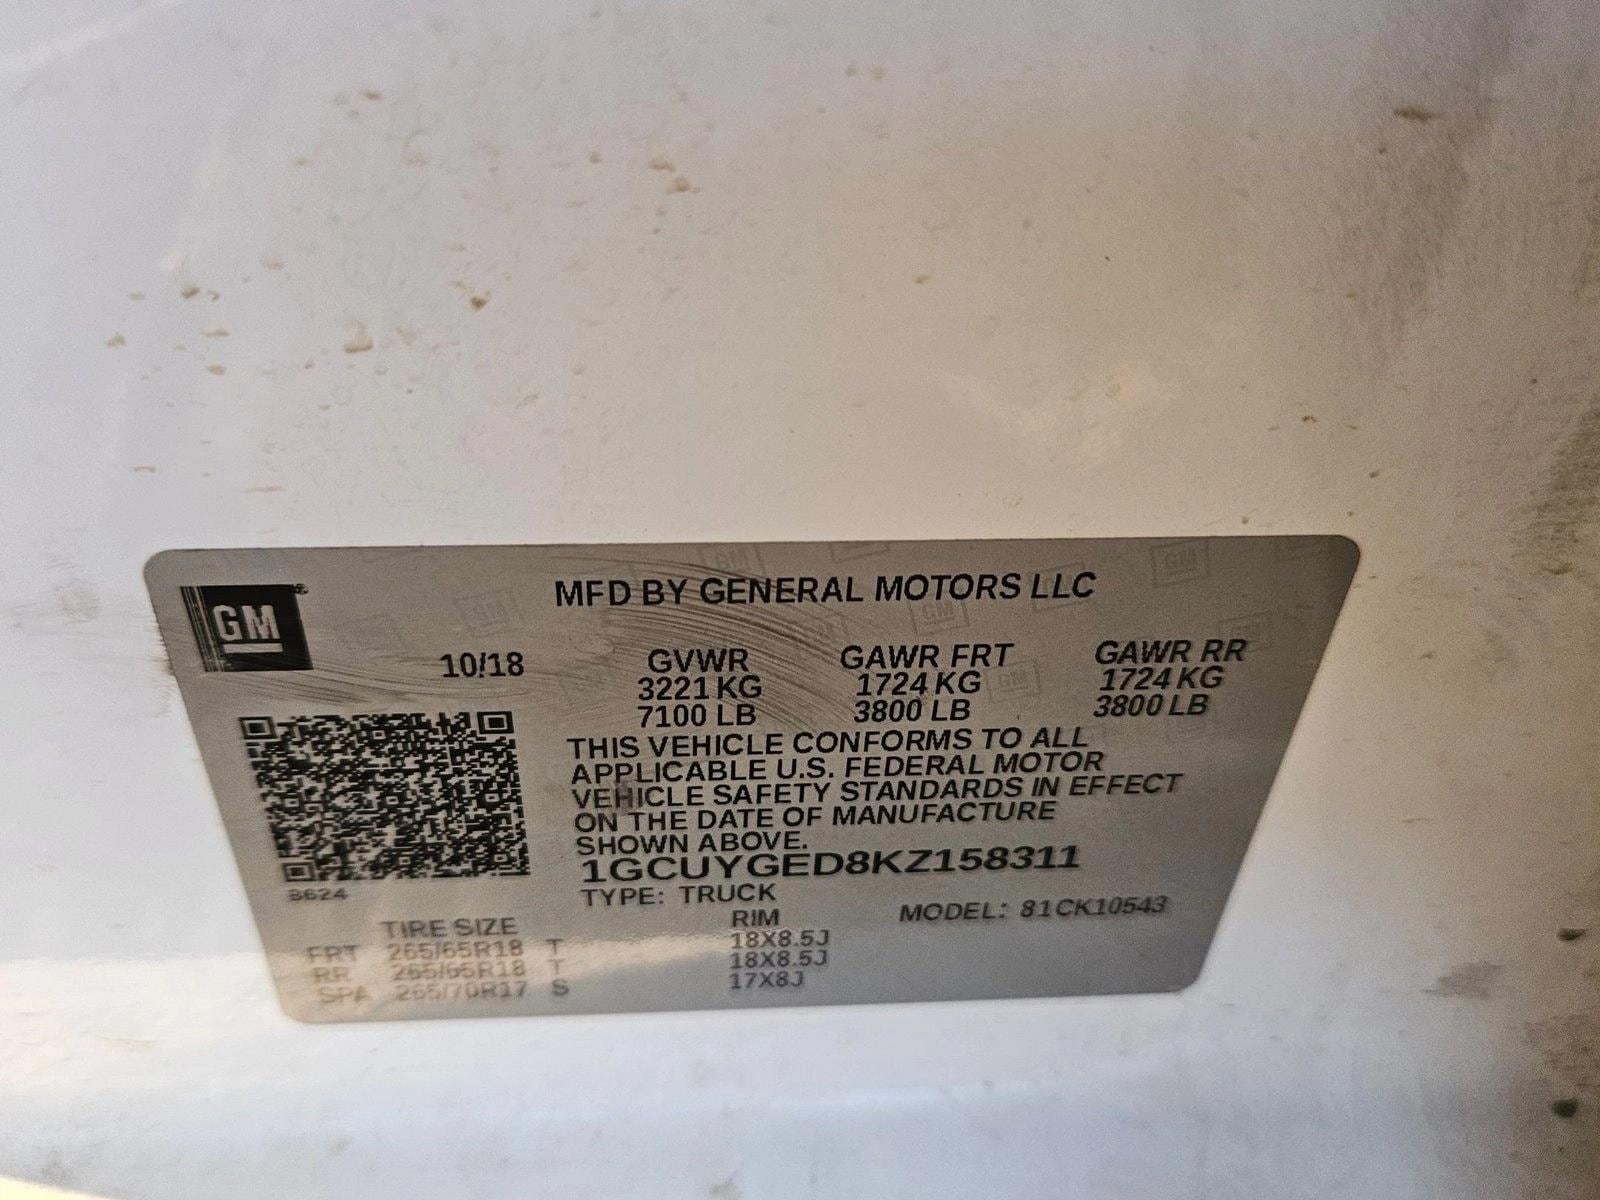 GM
MFD BY GENERAL MOTORS LLC
10/18 GVWR GAWR FRT GAWR RR
3221 KG 1724 KG 1724 KG
7100 LB 3800 LB 3800 LB
THIS VEHICLE CONFORMS TO ALL
APPLICABLE U.S. FEDERAL MOTOR
VEHICLE SAFETY STANDARDS IN EFFECT
ON THE DATE OF MANUFACTURE
SHOWN ABOVE.
1GCUYGED8KZ158311
8624
TYPE: TRUCK
TIRE SIZE RIM MODEL: 81CK10543
FRT 265/65R18 T 18X8.5J
RR 265/65R18 T 18X8.5J
SPA 265/70R17 S 17X8J